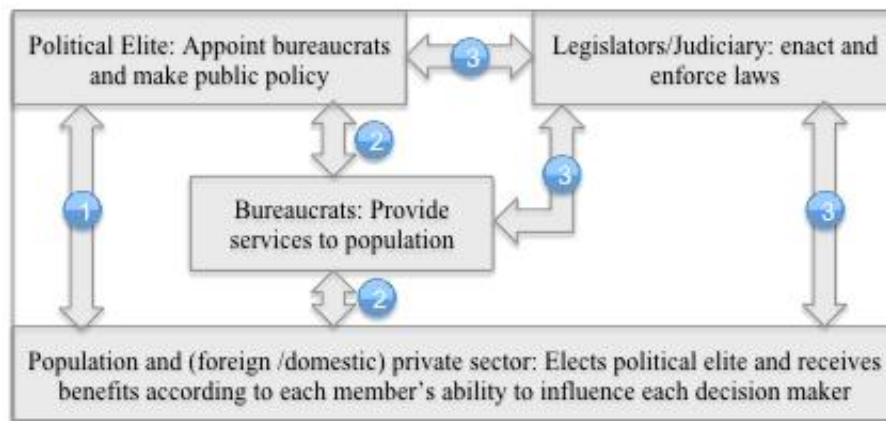 Political Elite: Appoint bureaucrats
and make public policy
3
Legislators/Judiciary: enact and
enforce laws
2
3
1
Bureaucrats: Provide
services to population
3
2
Population and (foreign /domestic) private sector: Elects political elite and receives
benefits according to each member's ability to influence each decision maker